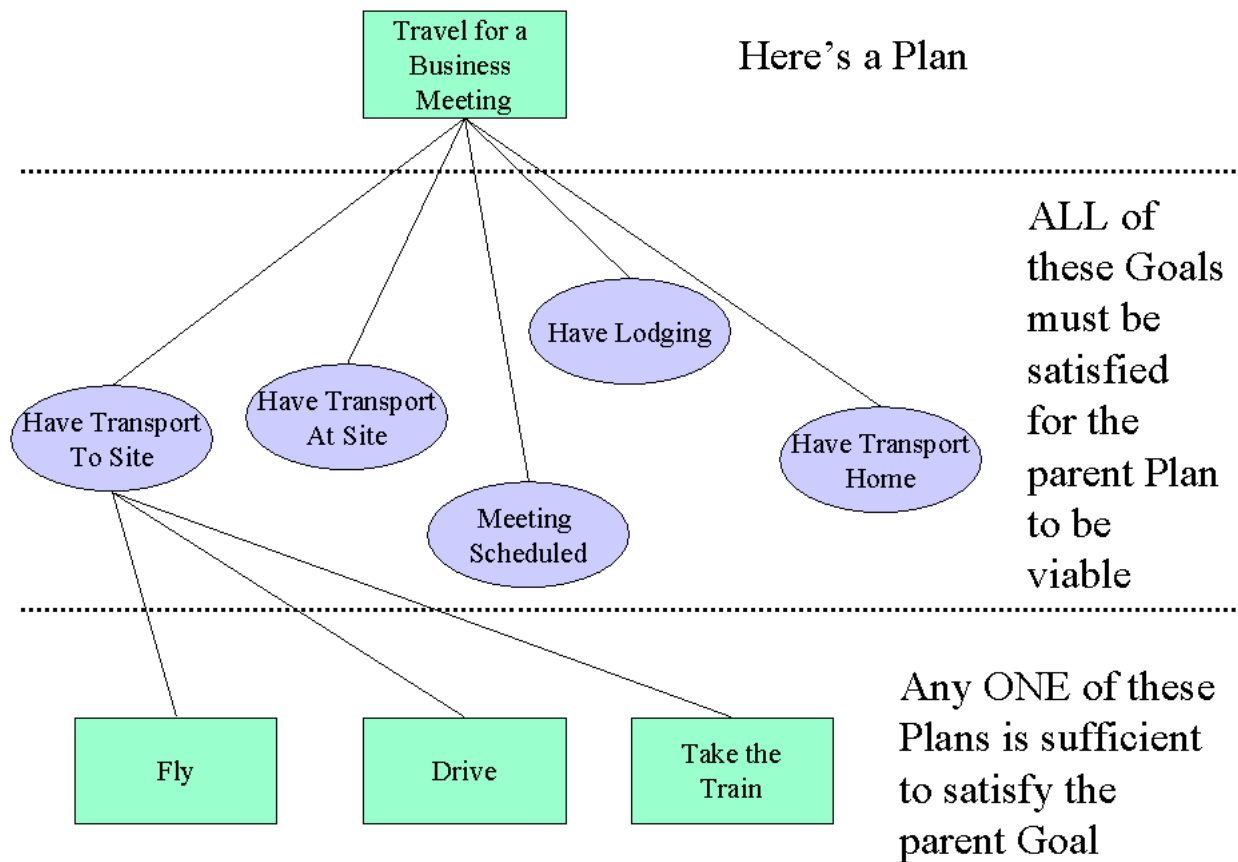 Travel for a
Business
Meeting
Here's a Plan
ALL of
these Goals
must be
satisfied
for the
parent Plan
to be
viable
Have Lodging
Have Transport
At Site
Have Transport
To Site
Have Transport
Home
Meeting
Scheduled
Any ONE of these
Plans is sufficient
to satisfy the
parent Goal
Fly
Drive
Take the
Train